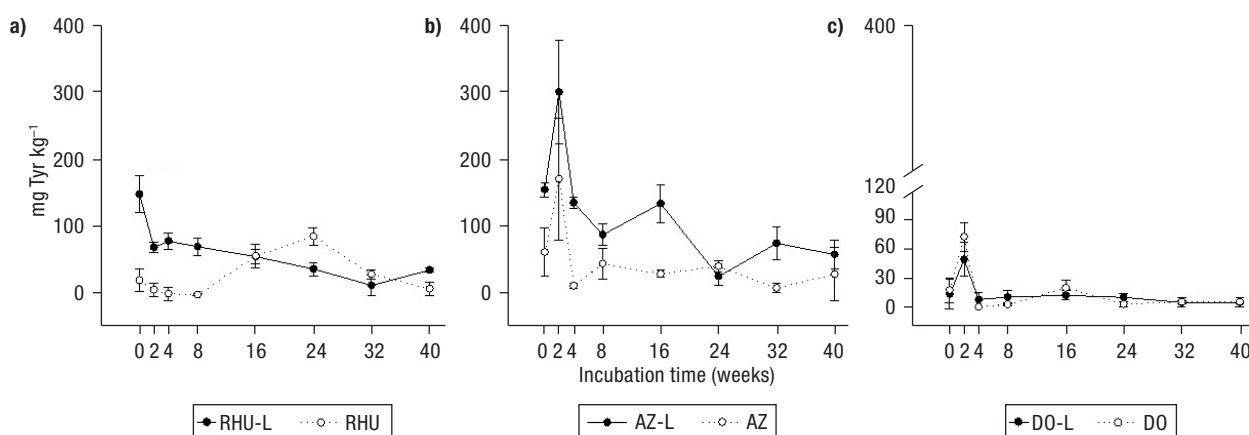 a)
400
300
200
100
0
mg Tyr kg⁻¹
0 2 4 8 16 24 32 40
RHU-L RHU
b)
400
300
200
100
0
0 2 4 8 16 24 32 40
Incubation time (weeks)
AZ-L AZ
c)
400
120
90
60
30
0
0 2 4 8 16 24 32 40
DO-L DO